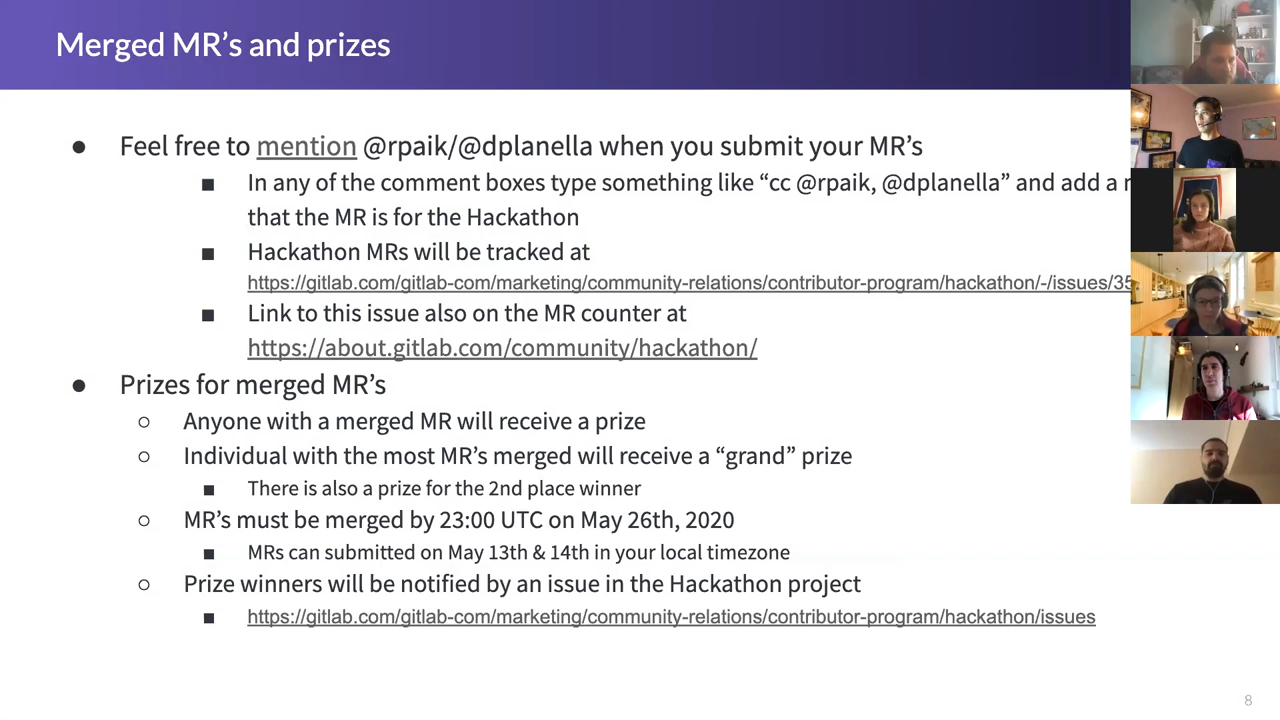 Merged MR's and prizes
● Feel free to mention @rpaik/@dplanella when you submit your MR's
■ In any of the comment boxes type something like “cc @rpaik, @dplanella” and add a
that the MR is for the Hackathon
■ Hackathon MRs will be tracked at
https://gitlab.com/gitlab-com/marketing/community-relations/contributor-program/hackathon/-/issues/35
■ Link to this issue also on the MR counter at
https://about.gitlab.com/community/hackathon/
● Prizes for merged MR's
○ Anyone with a merged MR will receive a prize
○ Individual with the most MR's merged will receive a “grand” prize
■ There is also a prize for the 2nd place winner
○ MR's must be merged by 23:00 UTC on May 26th, 2020
■ MRs can submitted on May 13th & 14th in your local timezone
○ Prize winners will be notified by an issue in the Hackathon project
■ https://gitlab.com/gitlab-com/marketing/community-relations/contributor-program/hackathon/issues
8